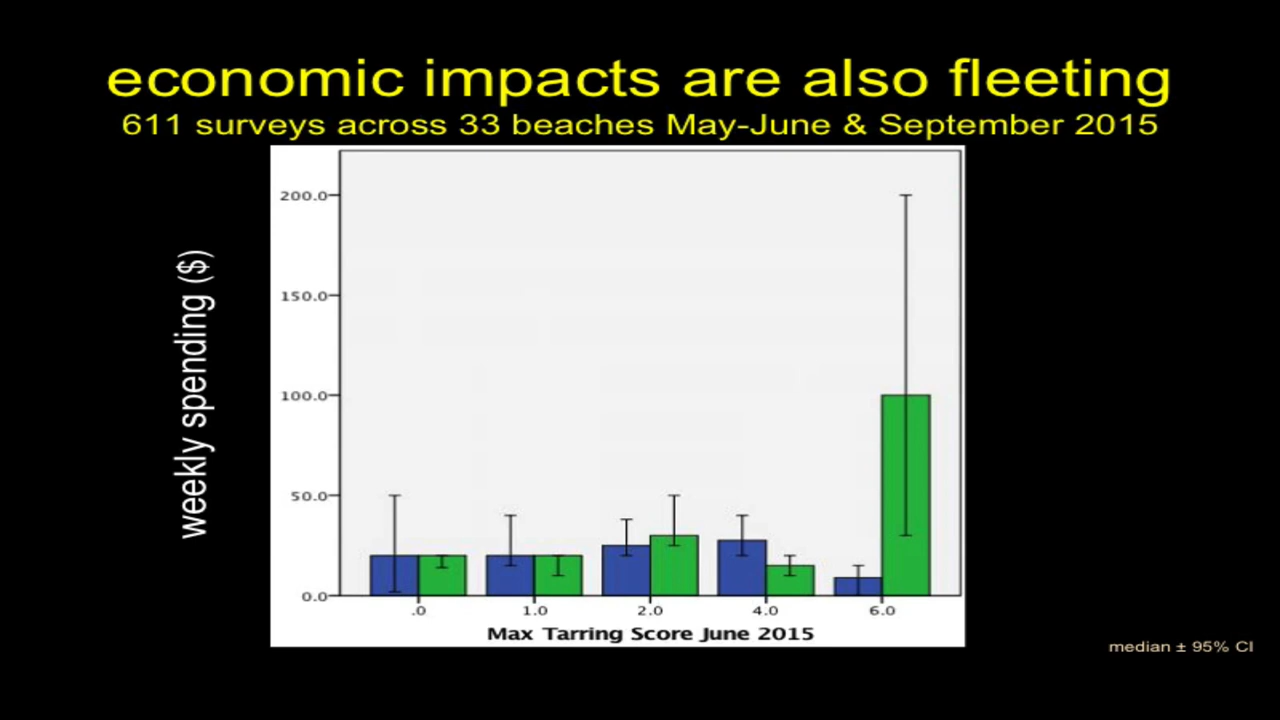 economic impacts are also fleeting
611 surveys across 33 beaches May-June & September 2015
weekly spending ($)
200.0
150.0
100.0
50.0
0.0
.0 1.0 2.0 4.0 6.0
Max Tarring Score June 2015
median ± 95% CI